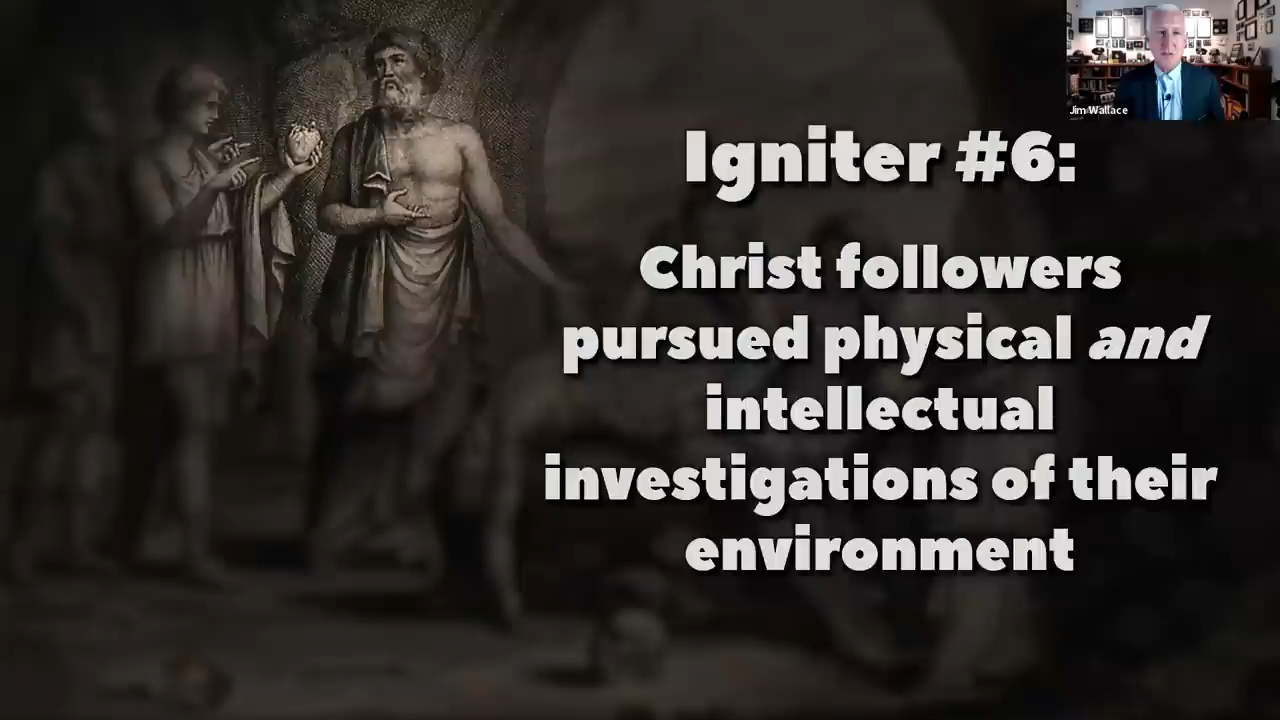 Jim Wallace
Igniter #6:
Christ followers
pursued physical and
intellectual
investigations of their
environment